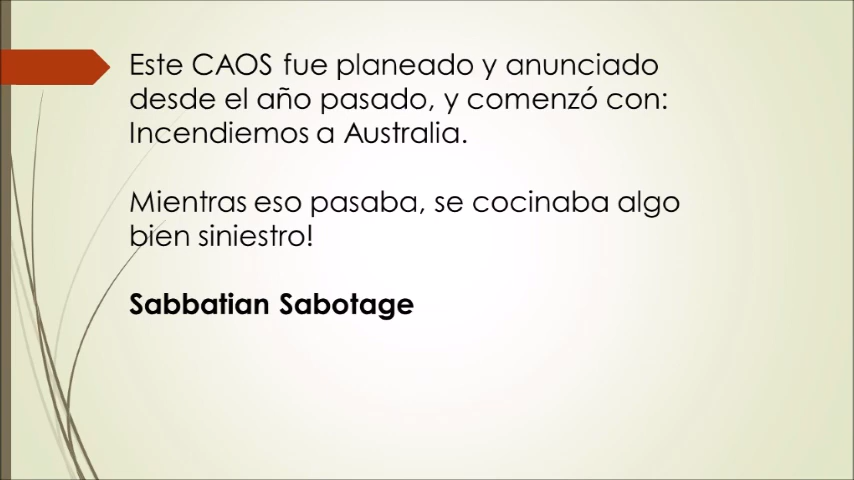 Este CAOS fue planeado y anunciado
desde el año pasado, y comenzó con:
Incendiemos a Australia.
Mientras eso pasaba, se cocinaba algo
bien siniestro!
Sabbatian Sabotage